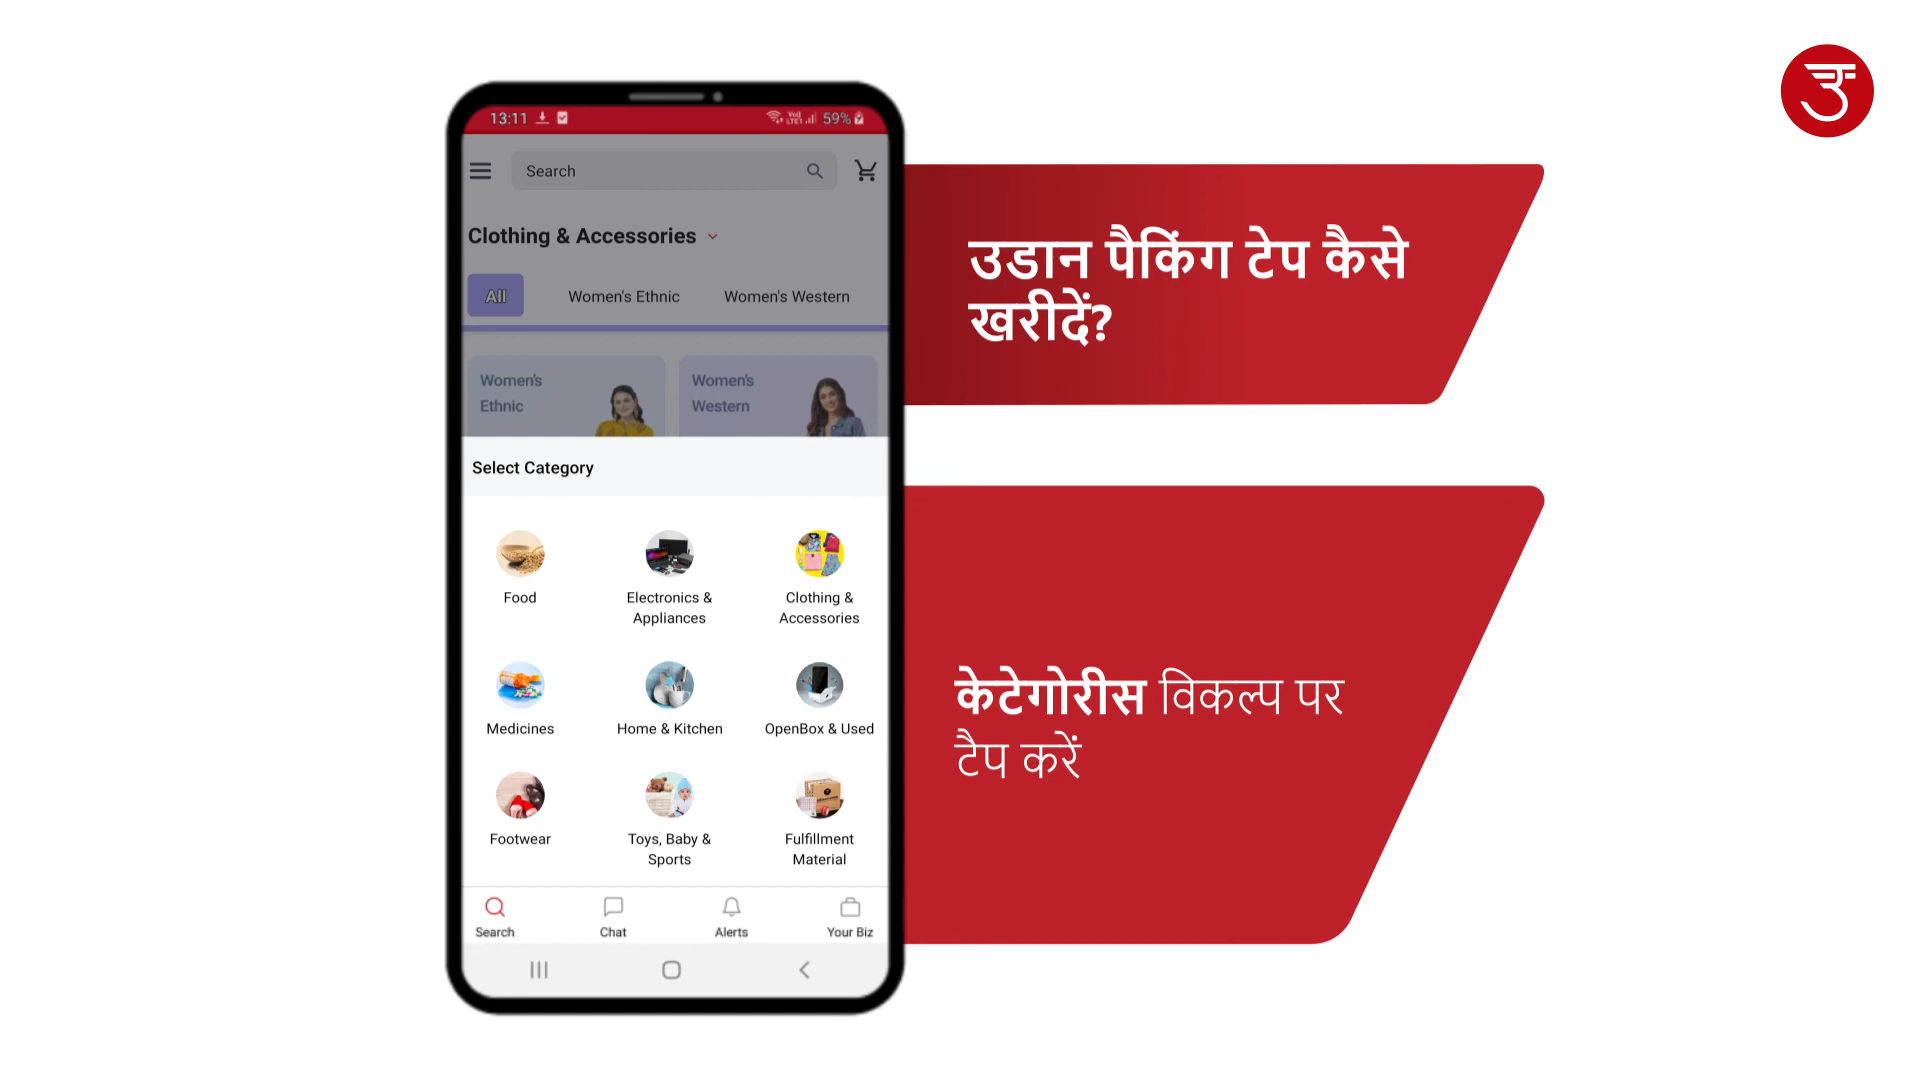 13:11
59%
Search
Clothing & Accessories
All
Women's Ethnic
Women's Western
Women's
Ethnic
Women's
Western
Select Category
Food
Electronics &
Appliances
Clothing &
Accessories
Medicines
Home & Kitchen
OpenBox & Used
Footwear
Toys, Baby &
Sports
Fulfillment
Material
Search
Chat
Alerts
Your Biz
उडान पैकिंग टेप कैसे
खरीदें?
केटेगोरीस विकल्प पर
टैप करें